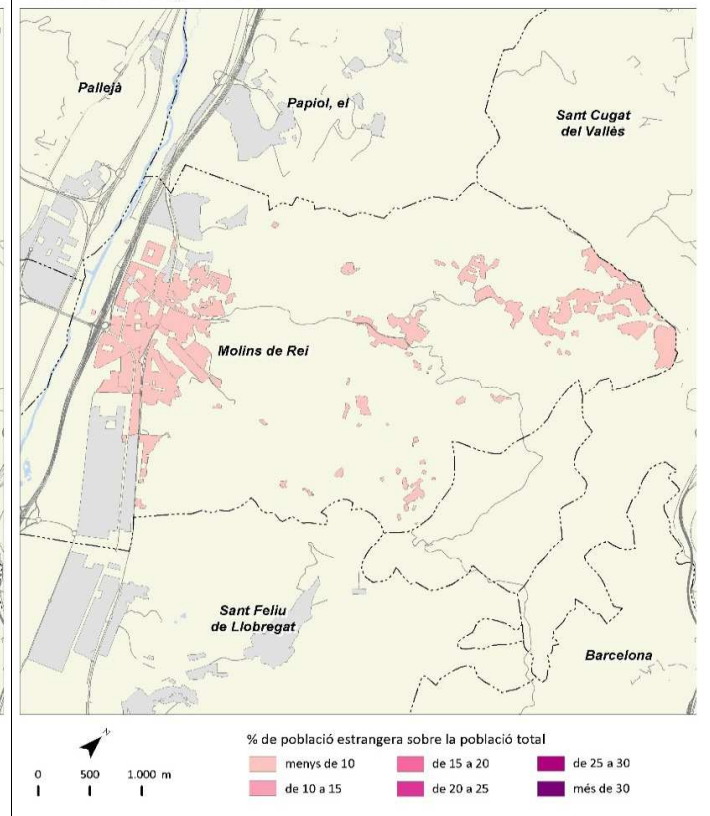 Pallejà
Papiol, el
Sant Cugat
del Vallès
Molins de Rei
Sant Feliu
de Llobregat
Barcelona
N
% de població estrangera sobre la població total
0 500 1.000 m
menys de 10
de 15 a 20
de 25 a 30
de 10 a 15
de 20 a 25
més de 30